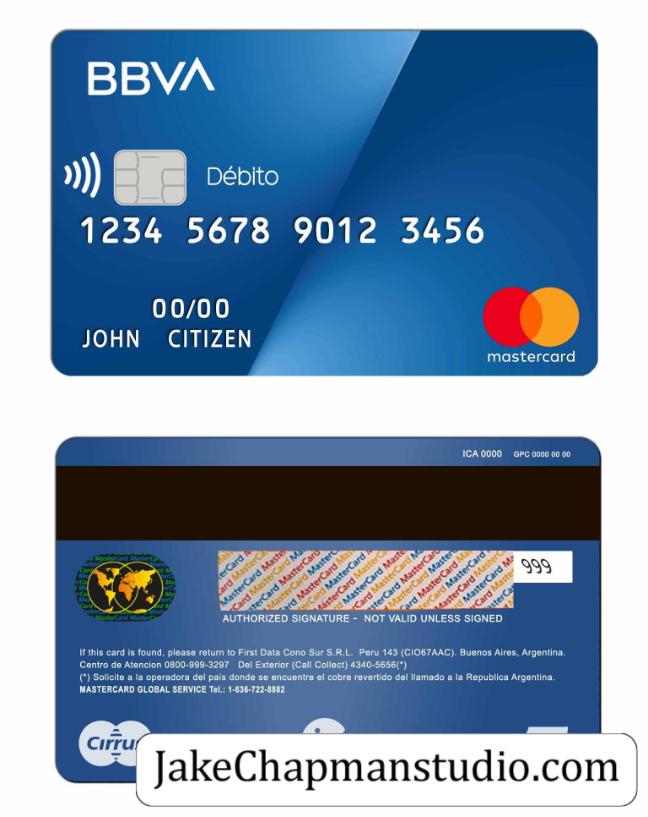 BBVA
Débito
1234 5678 9012 3456
00/00
JOHN CITIZEN
mastercard
ICA 0000 GPC 0000 00 00
999
AUTHORIZED SIGNATURE - NOT VALID UNLESS SIGNED
If this card is found, please return to First Data Cono Sur S.R.L. Peru 143 (CIO67AAC). Buenos Aires, Argentina.
Centro de Atencion 0800-999-3297 Del Exterior (Call Collect) 4340-5656(*)
(*) Solicite a la operadora del pais donde se encuentre el cobre revertido del llamado a la Republica Argentina.
MASTERCARD GLOBAL SERVICE Tel.: 1-636-722-8882
Cirru
JakeChapmanstudio.com